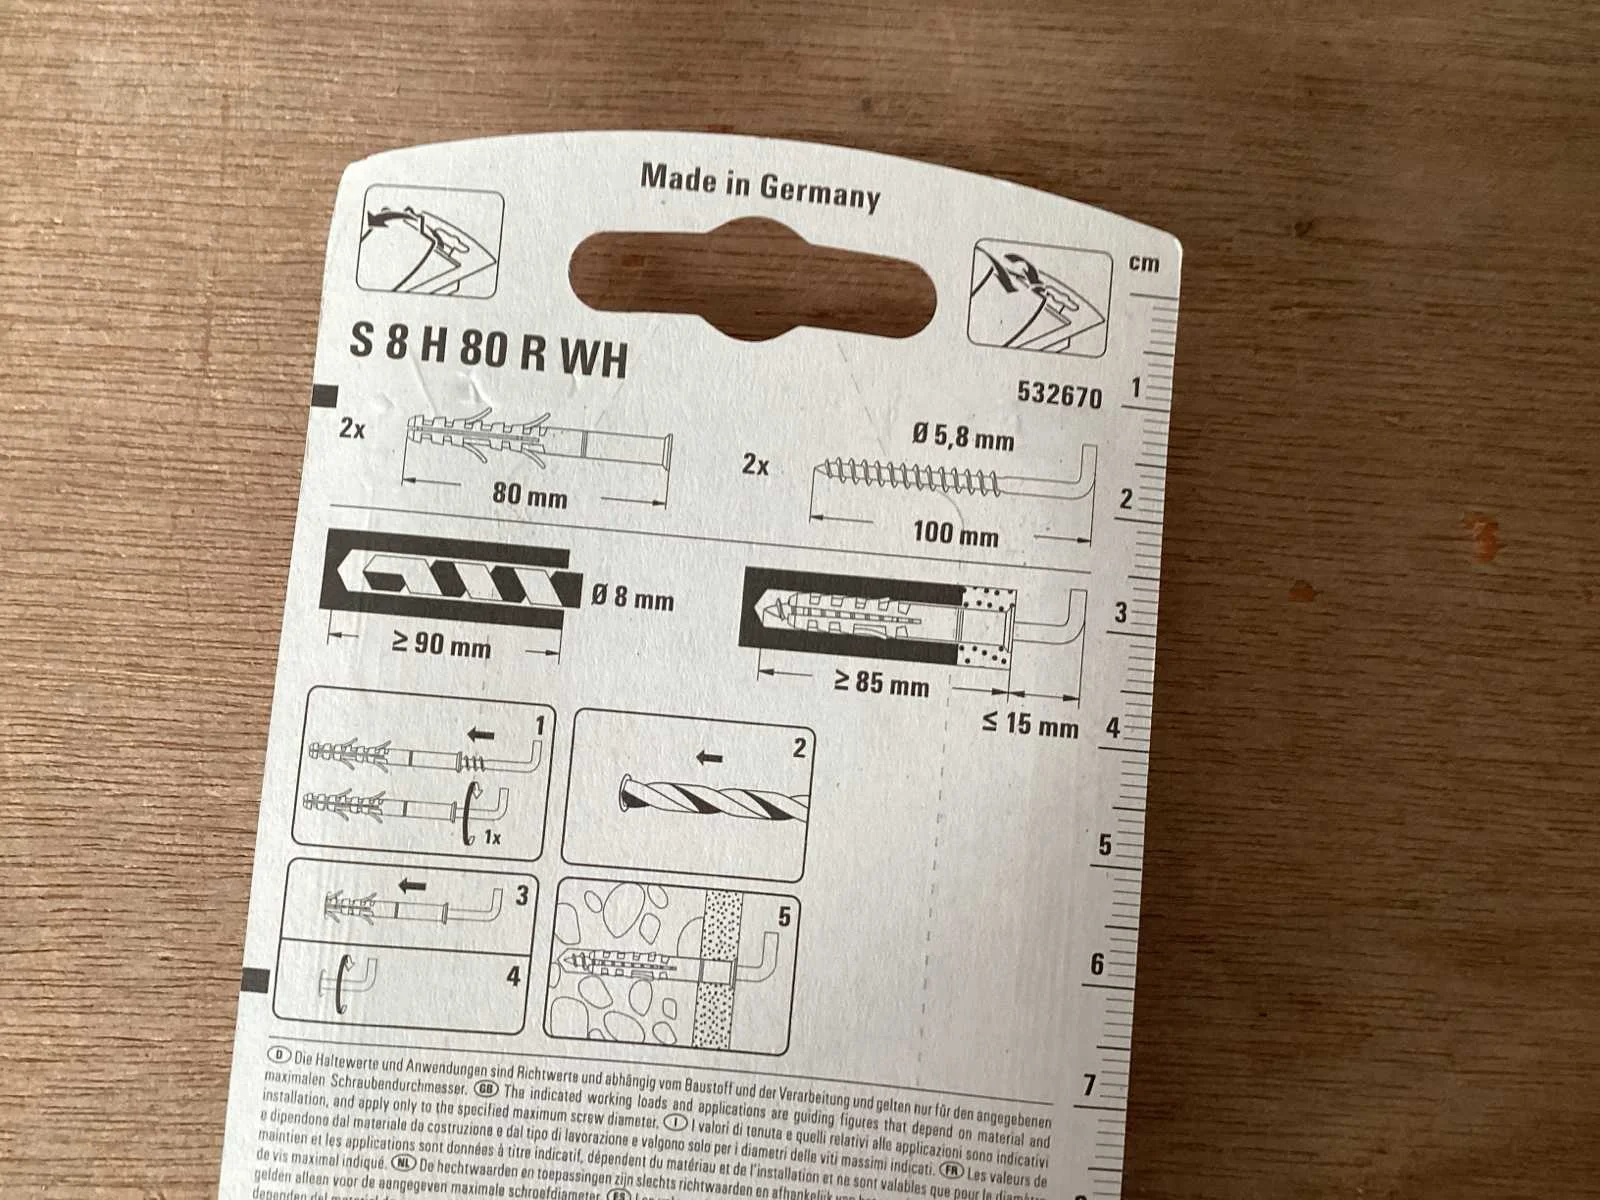 Made in Germany
cm
S 8 H 80 R WH
532670
1
2x
80 mm
2x
Ø 5,8 mm
100 mm
2
Ø 8 mm
≥ 90 mm
≥ 85 mm
≤ 15 mm
3
4
1
1x
2
3
4
5
5
6
7
D Die Haltewerte und Anwendungen sind Richtwerte und abhängig vom Baustoff und der Verarbeitung und gelten nur für den angegebenen
maximalen Schraubendurchmesser. GB The indicated working loads and applications are guiding figures that depend on material and
installation, and apply only to the specified maximum screw diameter. I I valori di tenuta e quelli relativi alle applicazioni sono indicativi
e dipendono dal materiale da costruzione e dal tipo di lavorazione e valgono solo per i diametri delle viti massimi indicati. FR Les valeurs de
maintien et les applications sont données à titre indicatif, dépendent du matériau et de l'installation et ne sont valables que pour le diamètre
de vis maximal indiqué. NL De hechtwaarden en toepassingen zijn slechts richtwaarden en afhankelijk van
gelden alleen voor de aangegeven maximale schroefdiameter. ES
dependen del